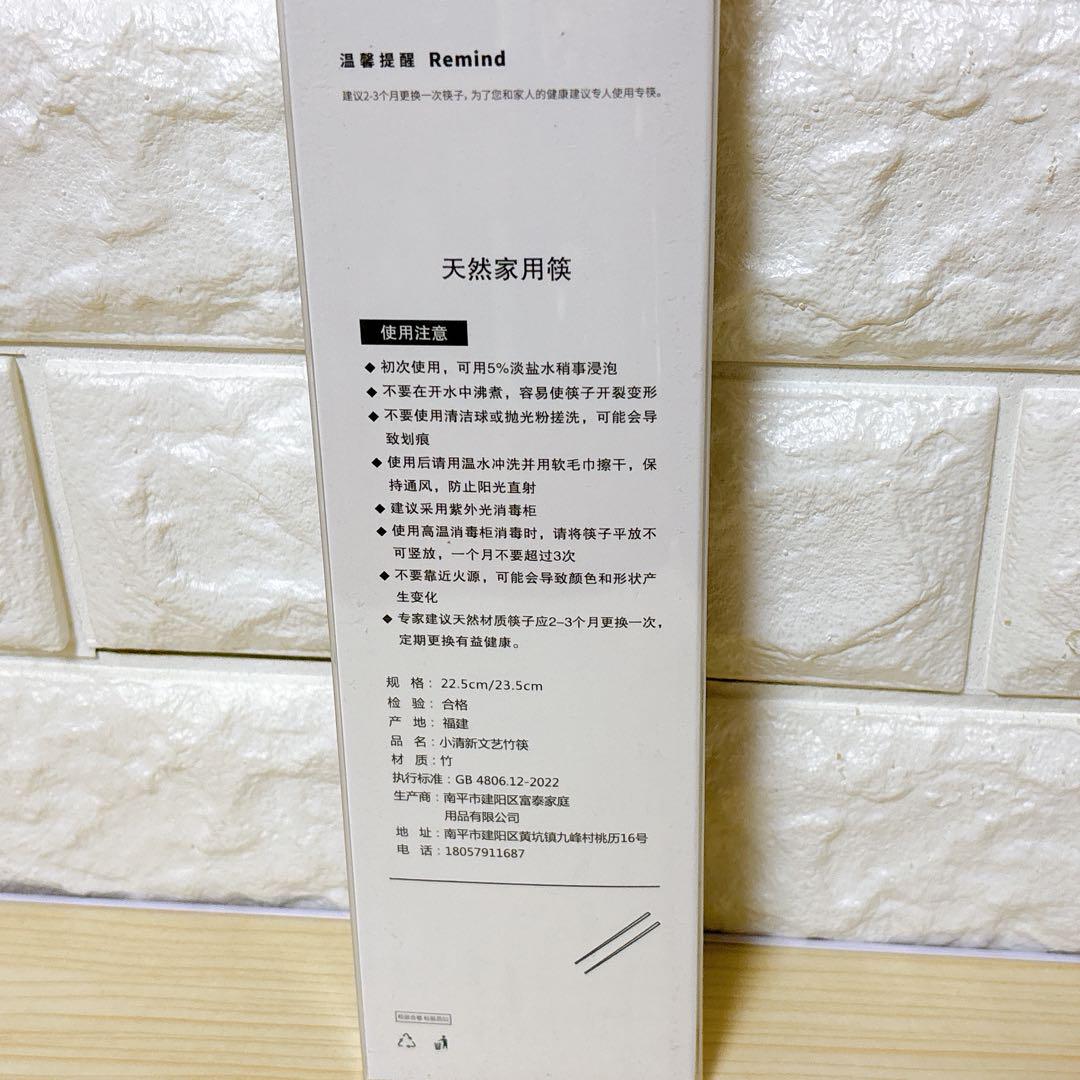 温馨提醒 Remind
建议2-3个月更换一次筷子，为了您和家人的健康建议专人使用专筷。
天然家用筷
使用注意
◆ 初次使用，可用5%淡盐水稍事浸泡
◆ 不要在开水中沸煮，容易使筷子开裂变形
◆ 不要使用清洁球或抛光粉搓洗，可能会导
致划痕
◆ 使用后请用温水冲洗并用软毛巾擦干，保
持通风，防止阳光直射
◆ 建议采用紫外光消毒柜
◆ 使用高温消毒柜消毒时，请将筷子平放不
可竖放，一个月不要超过3次
◆ 不要靠近火源，可能会导致颜色和形状产
生变化
◆ 专家建议天然材质筷子应2-3个月更换一次，
定期更换有益健康。
规 格：22.5cm/23.5cm
检 验：合格
产 地：福建
品 名：小清新文艺竹筷
材 质：竹
执行标准：GB 4806.12-2022
生产商：南平市建阳区富泰家庭
用品有限公司
地 址：南平市建阳区黄坑镇九峰村桃历16号
电 话：18057911687